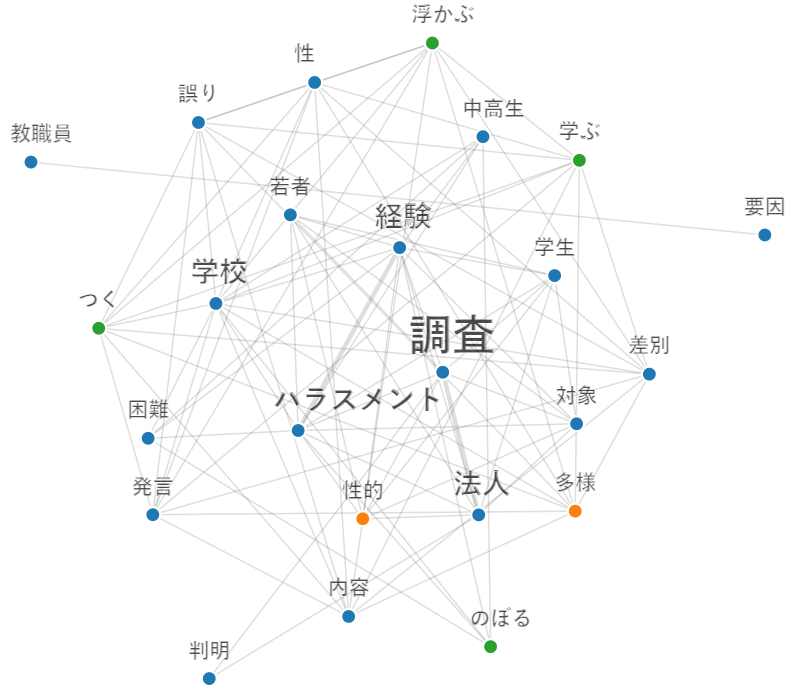 浮かぶ
性
誤り
中高生
教職員
学ぶ
若者
経験
要因
学生
学校
つく
調査
差別
ハラスメント
対象
困難
発言
性的
法人
多様
内容
のぼる
判明